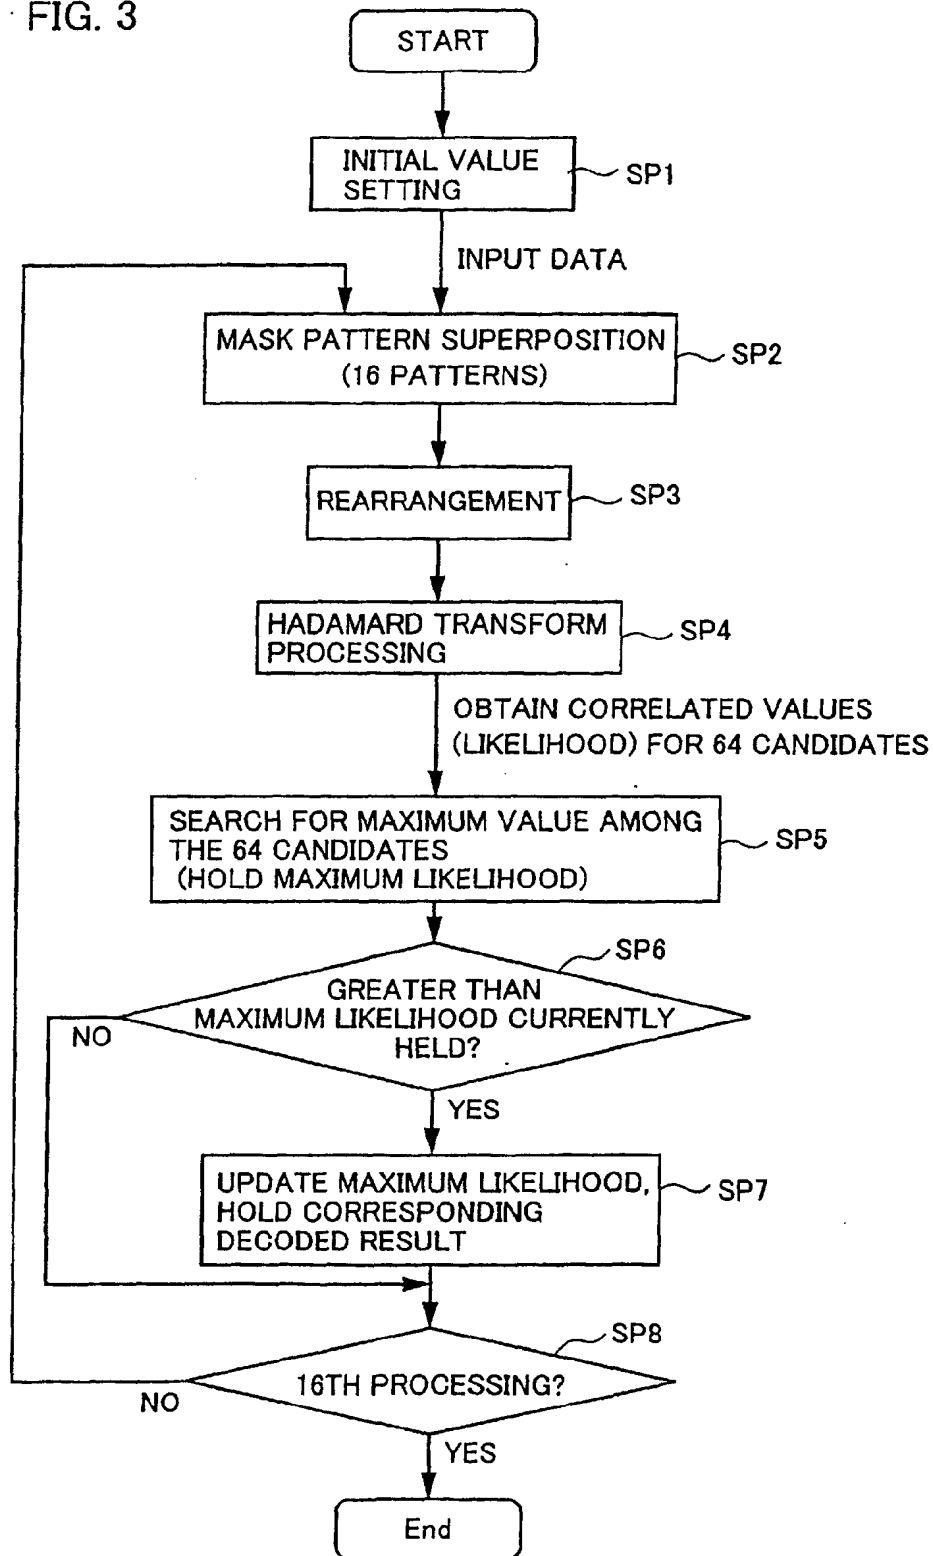 FIG. 3
START
INITIAL VALUE
SETTING
SP1
INPUT DATA
MASK PATTERN SUPERPOSITION
(16 PATTERNS)
SP2
REARRANGEMENT
SP3
HADAMARD TRANSFORM
PROCESSING
SP4
OBTAIN CORRELATED VALUES
(LIKELIHOOD) FOR 64 CANDIDATES
SEARCH FOR MAXIMUM VALUE AMONG
THE 64 CANDIDATES
(HOLD MAXIMUM LIKELIHOOD)
SP5
SP6
GREATER THAN
MAXIMUM LIKELIHOOD CURRENTLY
HELD?
NO
YES
UPDATE MAXIMUM LIKELIHOOD,
HOLD CORRESPONDING
DECODED RESULT
SP7
SP8
16TH PROCESSING?
NO
YES
End